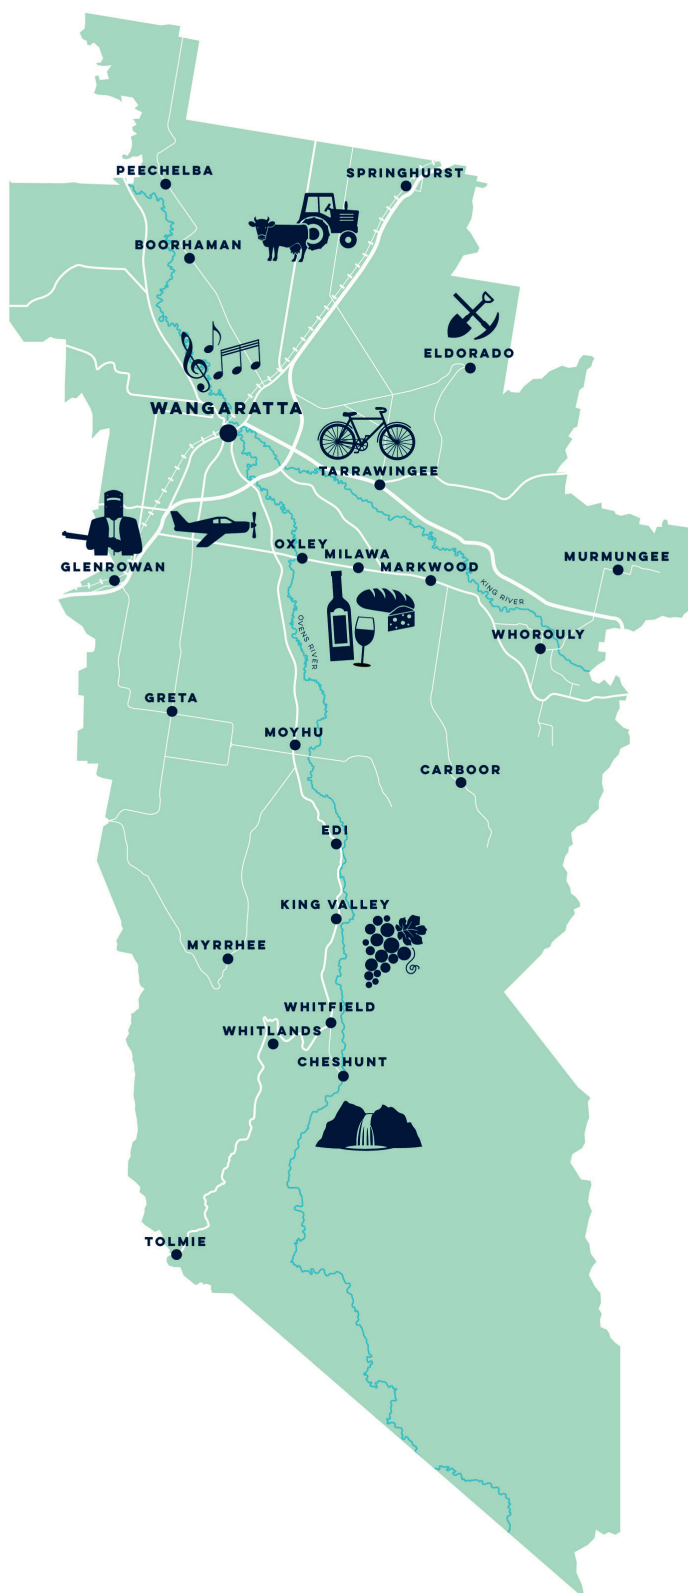 PEECHELBA
SPRINGHURST
BOORHAMAN
ELDORADO
WANGARATTA
TARRAWINGEE
OXLEY
MILAWA
MARKWOOD
MURMUNGEE
GLENROWAN
KING RIVER
OVENS RIVER
WHOROULY
GRETA
MOYHU
CARBOOR
EDI
KING VALLEY
MYRRHEE
WHITFIELD
WHITLANDS
CHESHUNT
TOLMIE